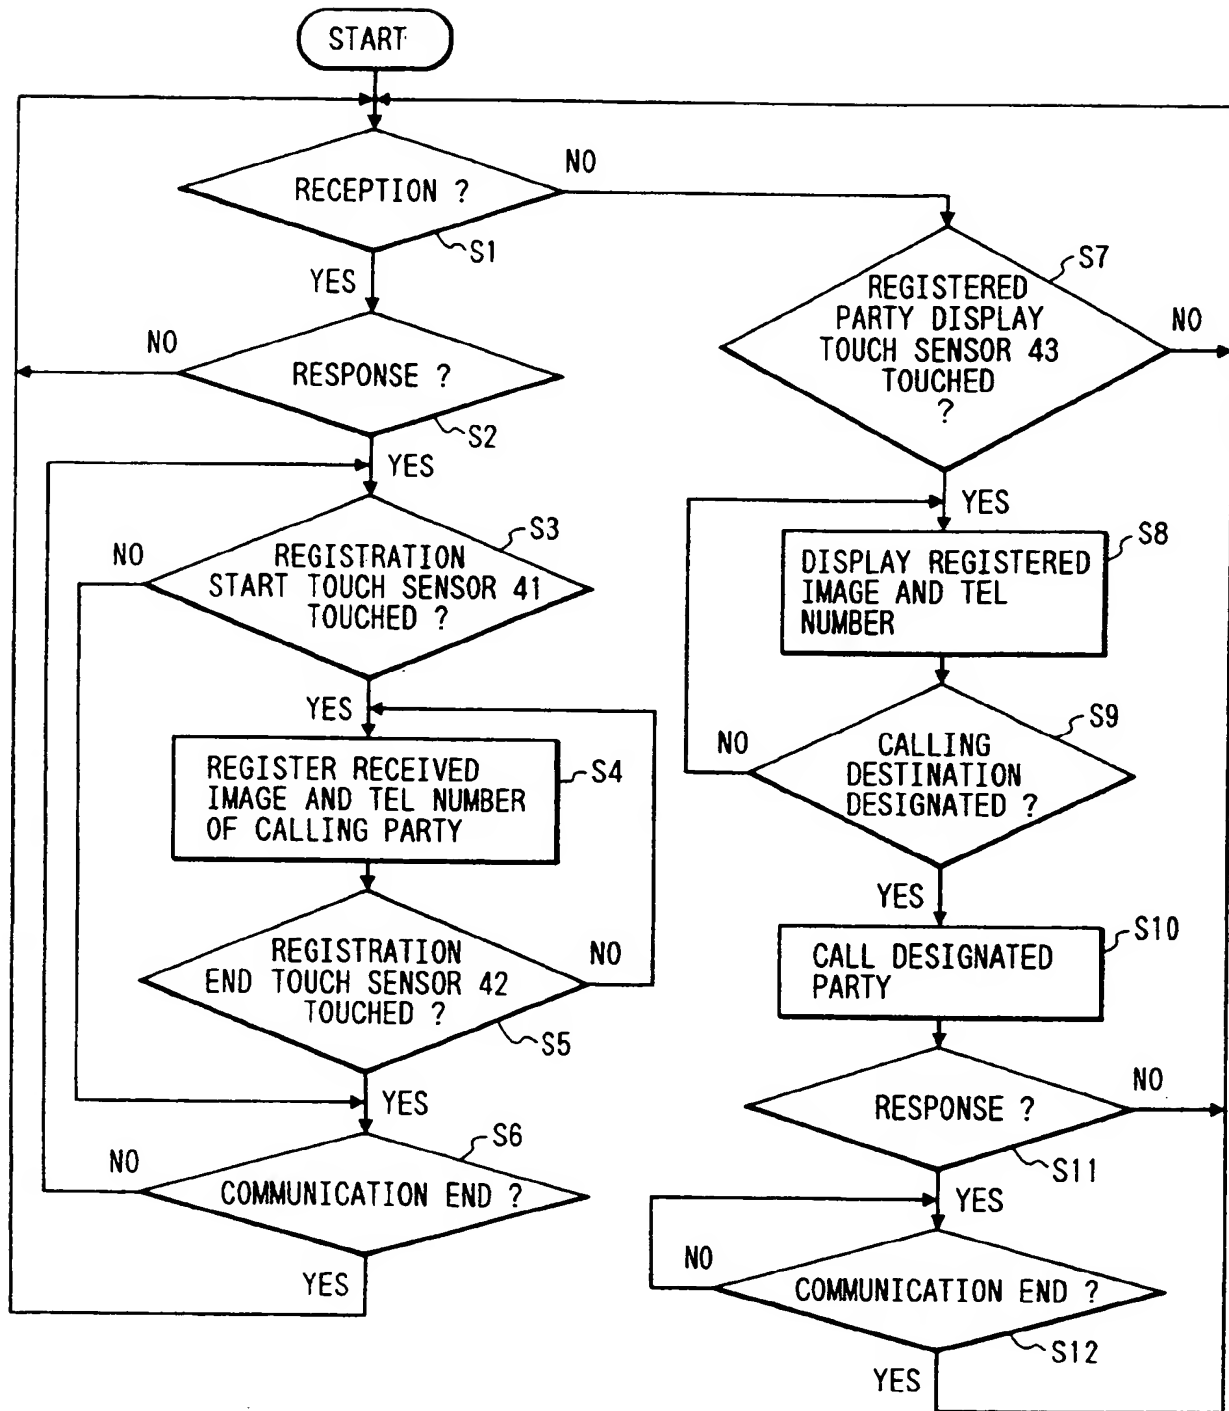 START
RECEPTION ?
NO
S1
YES
RESPONSE ?
NO
S2
YES
REGISTRATION
START TOUCH SENSOR 41
TOUCHED ?
S3
NO
YES
REGISTER RECEIVED
IMAGE AND TEL NUMBER
OF CALLING PARTY
S4
REGISTRATION
END TOUCH SENSOR 42
TOUCHED ?
NO
S5
YES
COMMUNICATION END ?
S6
NO
YES
REGISTERED
PARTY DISPLAY
TOUCH SENSOR 43
TOUCHED
?
S7
NO
YES
DISPLAY REGISTERED
IMAGE AND TEL
NUMBER
S8
CALLING
DESTINATION
DESIGNATED ?
S9
NO
YES
CALL DESIGNATED
PARTY
S10
RESPONSE ?
NO
S11
YES
COMMUNICATION END ?
NO
S12
YES